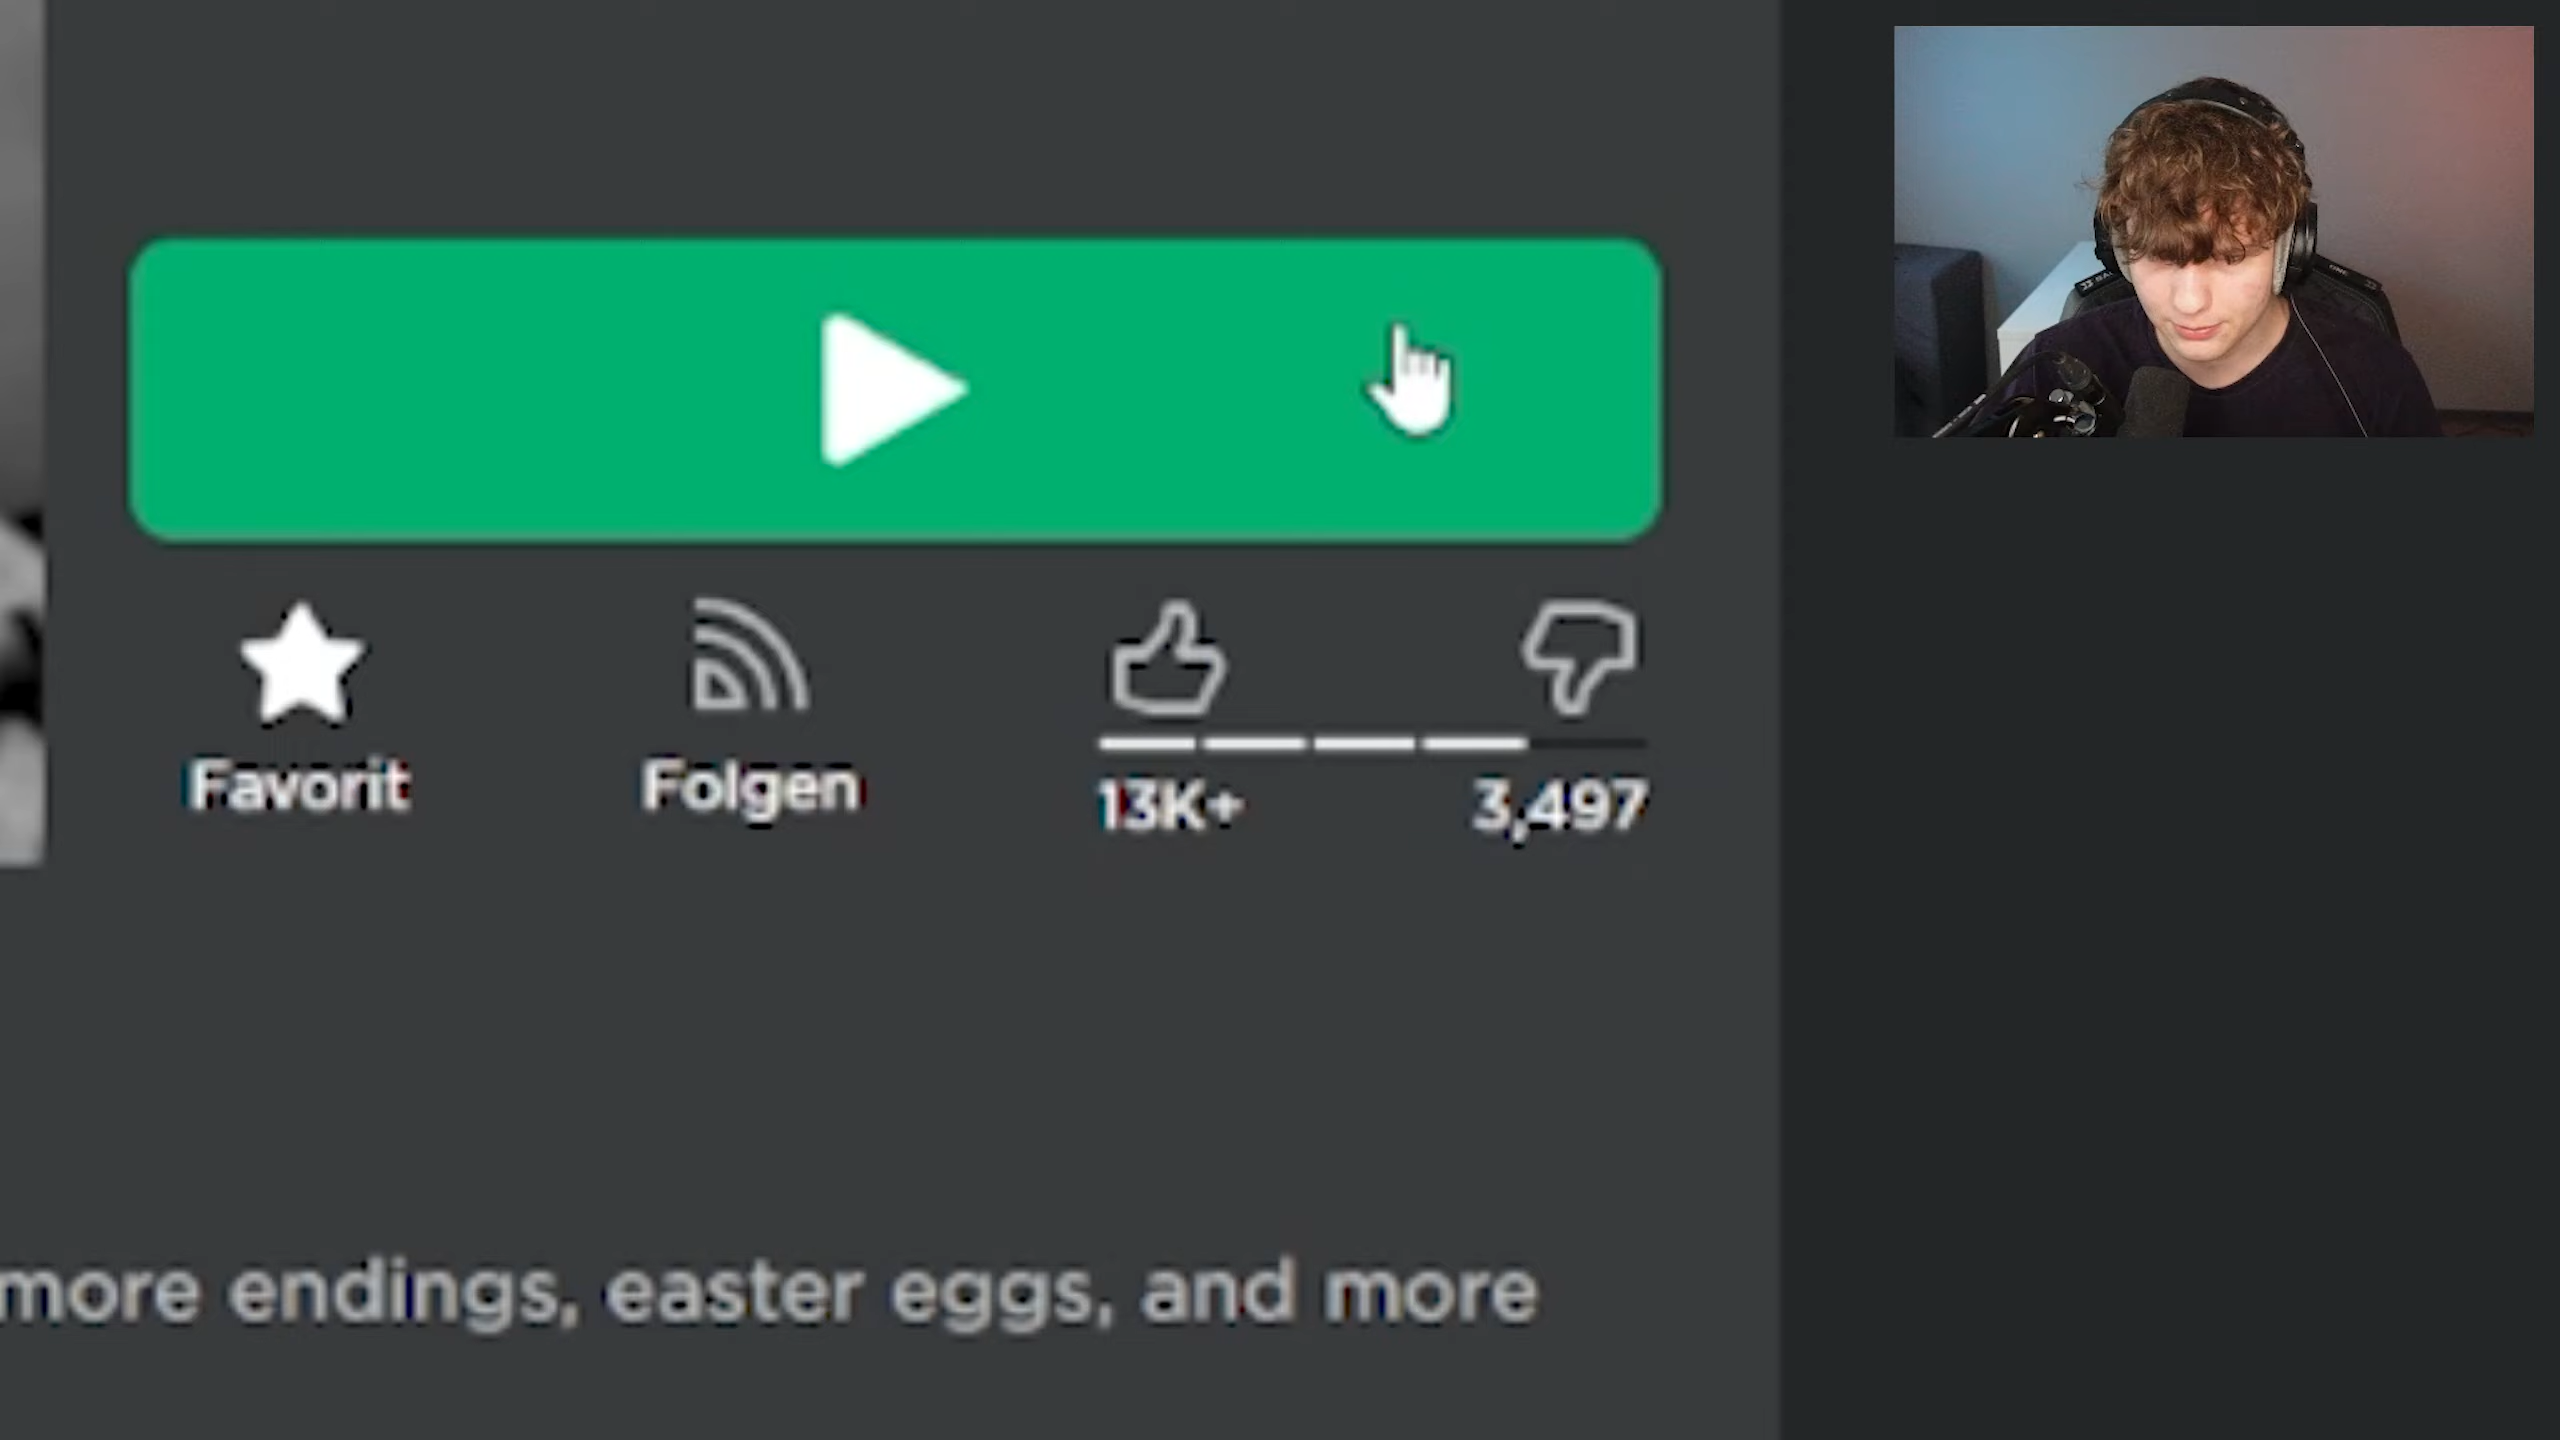 Favorit
Folgen
13K+
3,497
more endings, easter eggs, and more